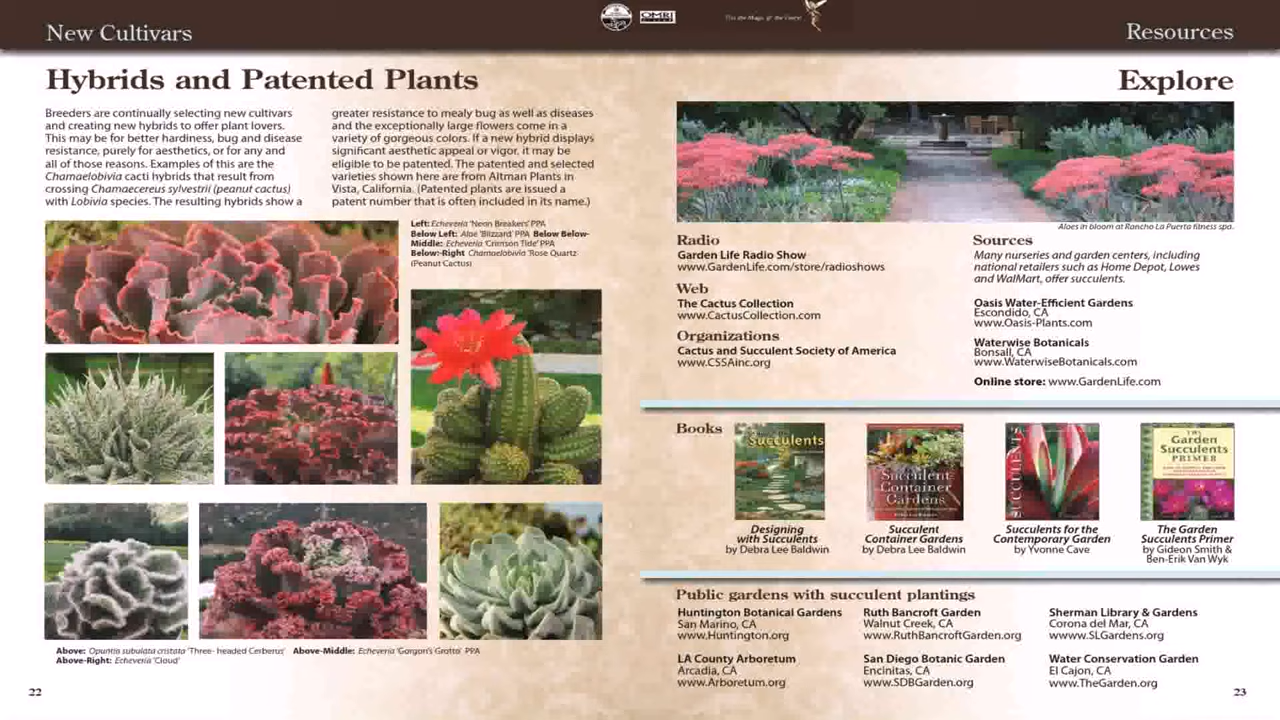 New Cultivars
OMRI
Resources
Hybrids and Patented Plants
Breeders are continually selecting new cultivars
and creating new hybrids to offer plant lovers.
This may be for better hardiness, bug and disease
resistance, purely for aesthetics, or for any and
all of those reasons. Examples of this are the
Chamaelobivia cacti hybrids that result from
crossing Chamaecereus sylvestrii (peanut cactus)
with Lobivia species. The resulting hybrids show a
greater resistance to mealy bug as well as diseases
and the exceptionally large flowers come in a
variety of gorgeous colors. If a new hybrid displays
significant aesthetic appeal or vigor, it may be
eligible to be patented. The patented and selected
varieties shown here are from Altman Plants in
Vista, California. (Patented plants are issued a
patent number that is often included in its name.)
Left: Echeveria 'Neon Breakers' PPA
Below Left: Aloe 'Blizzard' PPA Below Below-
Middle: Echeveria 'Crimson Tide' PPA
Below:-Right Chamaelobivia 'Rose Quartz
(Peanut Cactus)
Above: Opuntia subulata cristata 'Three- headed Cerberus' Above-Middle: Echeveria 'Gorgon's Grotto' PPA
Above-Right: Echeveria 'Cloud'
22
Explore
Aloes in bloom at Rancho La Puerta fitness spa.
Radio
Garden Life Radio Show
www.GardenLife.com/store/radioshows
Web
The Cactus Collection
www.CactusCollection.com
Organizations
Cactus and Succulent Society of America
www.CSSAinc.org
Sources
Many nurseries and garden centers, including
national retailers such as Home Depot, Lowes
and WalMart, offer succulents.
Oasis Water-Efficient Gardens
Escondido, CA
www.Oasis-Plants.com
Waterwise Botanicals
Bonsall, CA
www.WaterwiseBotanicals.com
Online store: www.GardenLife.com
Books
Succulents
Succulent
Container
Gardens
SUCCULENTS
THE
Garden
Succulents
PRIMER
Designing
with Succulents
by Debra Lee Baldwin
Succulent
Container Gardens
by Debra Lee Baldwin
Succulents for the
Contemporary Garden
by Yvonne Cave
The Garden
Succulents Primer
by Gideon Smith &
Ben-Erik Van Wyk
Public gardens with succulent plantings
Huntington Botanical Gardens
San Marino, CA
www.Huntington.org
Ruth Bancroft Garden
Walnut Creek, CA
www.RuthBancroftGarden.org
Sherman Library & Gardens
Corona del Mar, CA
wwww.SLGardens.org
LA County Arboretum
Arcadia, CA
www.Arboretum.org
San Diego Botanic Garden
Encinitas, CA
www.SDBGarden.org
Water Conservation Garden
El Cajon, CA
www.TheGarden.org
23